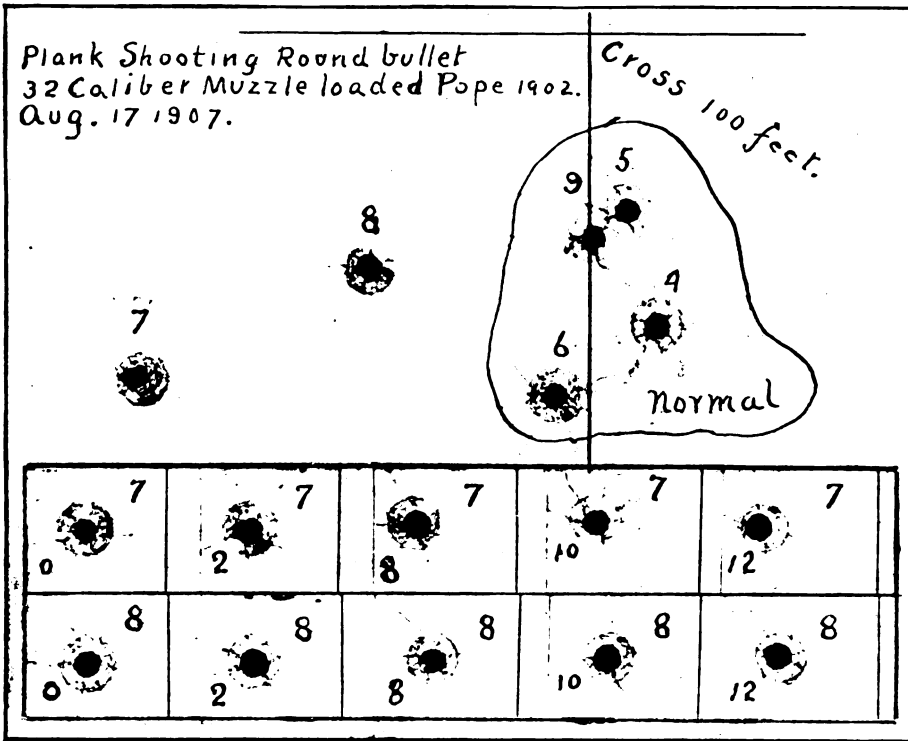 Plank Shooting Round bullet
32 Caliber Muzzle loaded Pope 1902.
Aug. 17 1907.
Cross 100 feet.
9 5
8
4
7
6
Normal
7 7 7 7 7
0 2 8 10 12
8 8 8 8 8
0 2 8 10 12